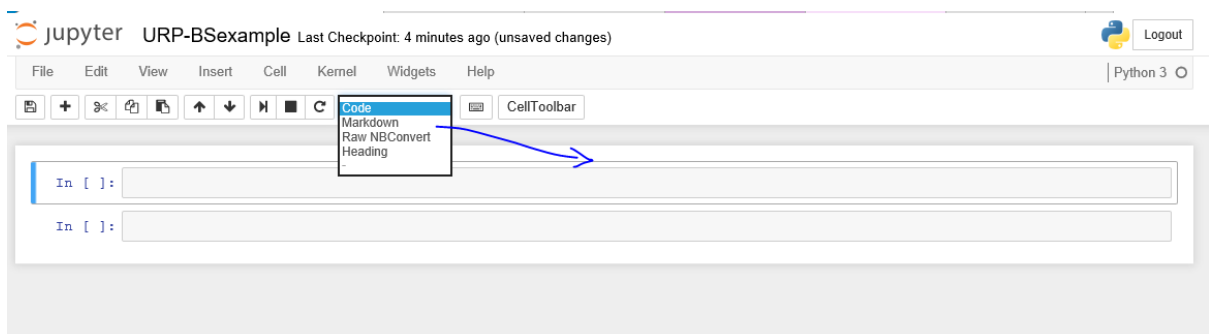 jupyter URP-BSexample Last Checkpoint: 4 minutes ago (unsaved changes) Logout
File Edit View Insert Cell Kernel Widgets Help Python 3
CellToolbar
Code
Markdown
Raw NBConvert
Heading
-
In [ ]:
In [ ]: